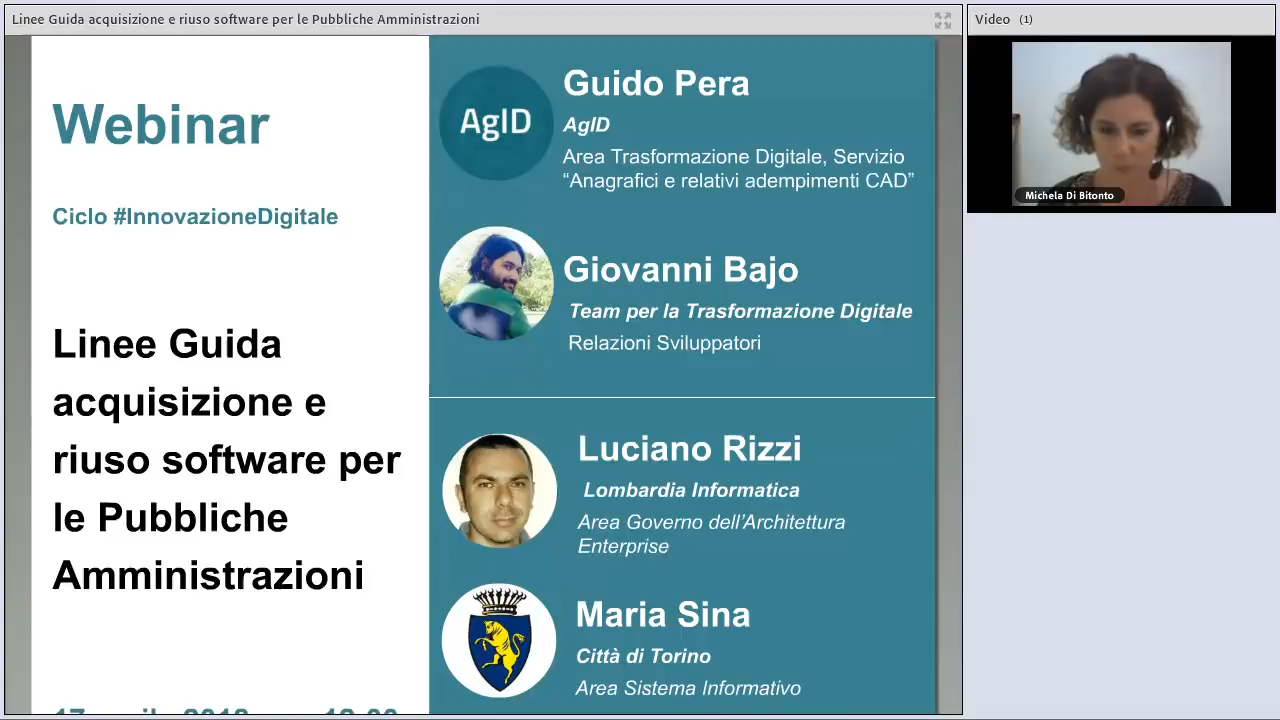 Linee Guida acquisizione e riuso software per le Pubbliche Amministrazioni
Video (1)
Michela Di Bitonto
Webinar
Ciclo #InnovazioneDigitale
Linee Guida
acquisizione e
riuso software per
le Pubbliche
Amministrazioni
AgID
Guido Pera
AgID
Area Trasformazione Digitale, Servizio
“Anagrafici e relativi adempimenti CAD”
Giovanni Bajo
Team per la Trasformazione Digitale
Relazioni Sviluppatori
Luciano Rizzi
Lombardia Informatica
Area Governo dell’Architettura
Enterprise
Maria Sina
Città di Torino
Area Sistema Informativo